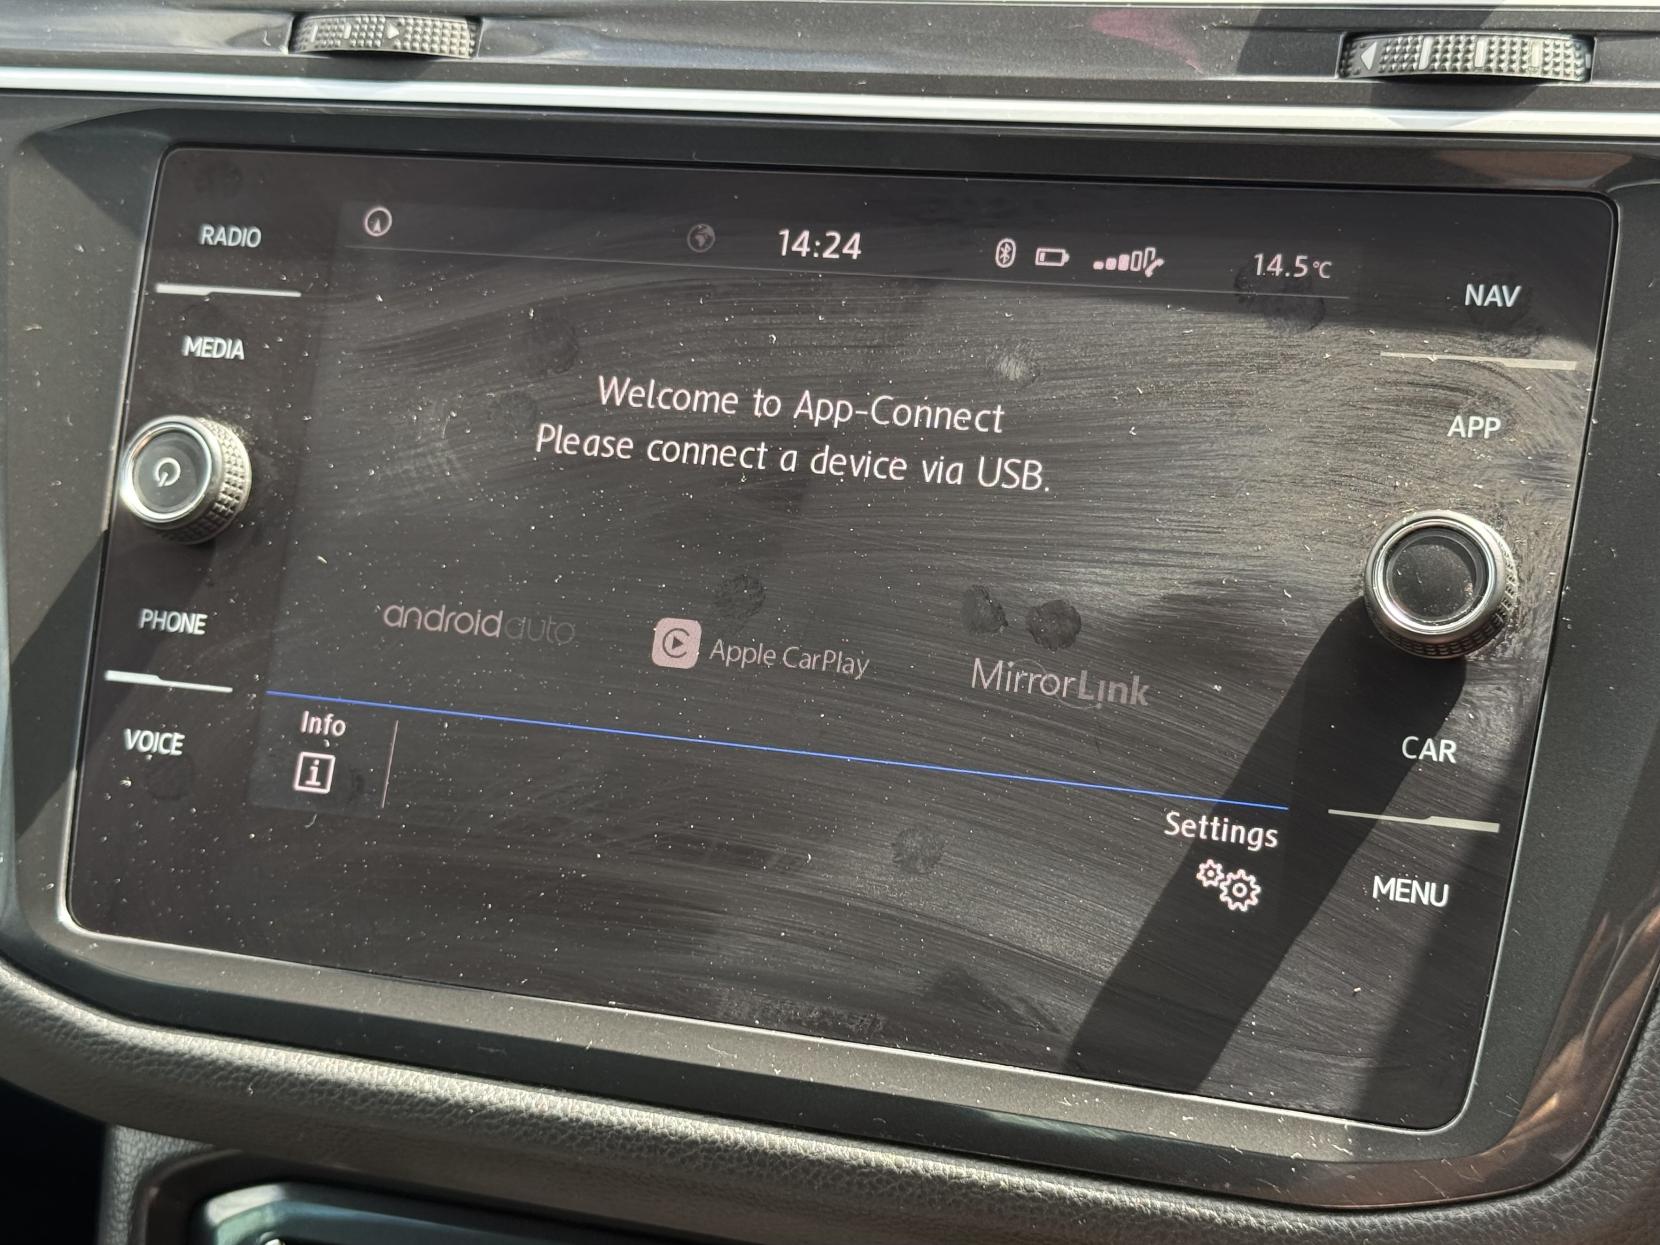 RADIO
14:24
14.5°C
NAV
MEDIA
Welcome to App-Connect
Please connect a device via USB.
APP
PHONE
androidauto
Apple CarPlay
MirrorLink
VOICE
Info
CAR
Settings
MENU